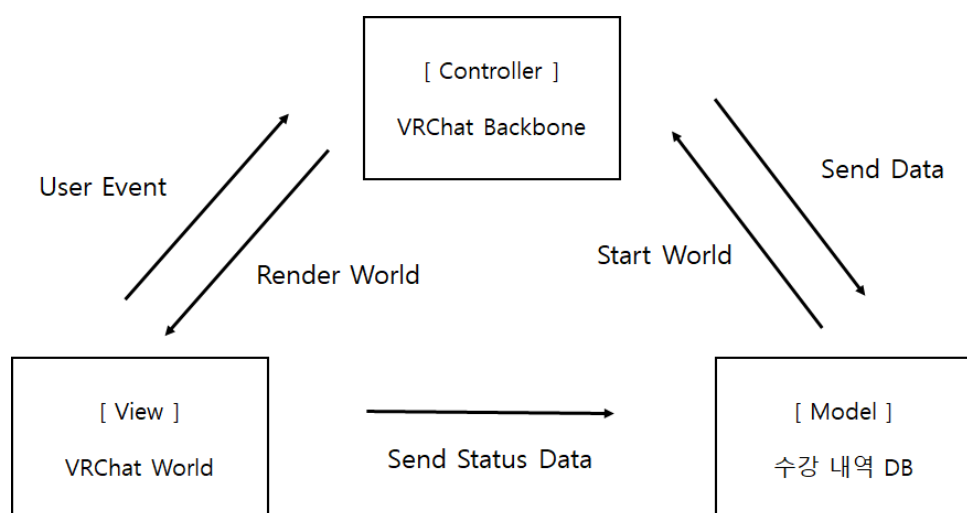 [ Controller ]
VRChat Backbone
User Event
Send Data
Render World
Start World
[ View ]
VRChat World
Send Status Data
[ Model ]
수강 내역 DB